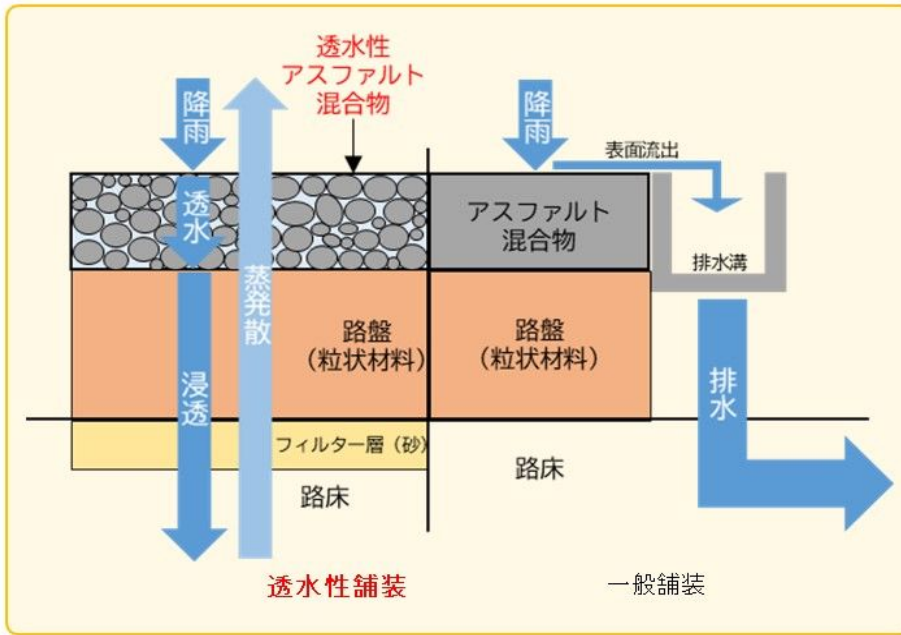 透水性
アスファルト
混合物
降雨
降雨
表面流出
透水
アスファルト
混合物
排水溝
蒸発散
路盤
(粒状材料)
路盤
(粒状材料)
浸透
排水
フィルター層(砂)
路床
路床
透水性舗装
一般舗装